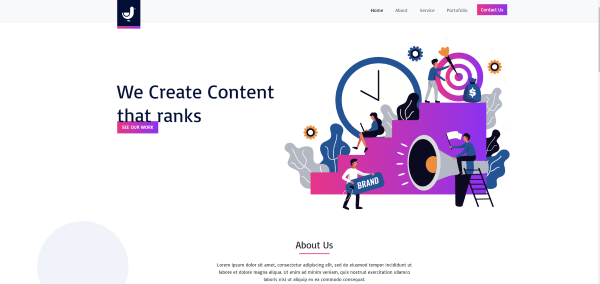 Home About Service Portofolio Contact Us
We Create Content
that ranks
SEE OUR WORK
$
BRAND
About Us
Lorem ipsum dolor sit amet, consectetur adipiscing elit, sed do eiusmod tempor incididunt ut
labore et dolore magna aliqua. Ut enim ad minim veniam, quis nostrud exercitation ullamco
laboris nisi ut aliquip ex ea commodo consequat.